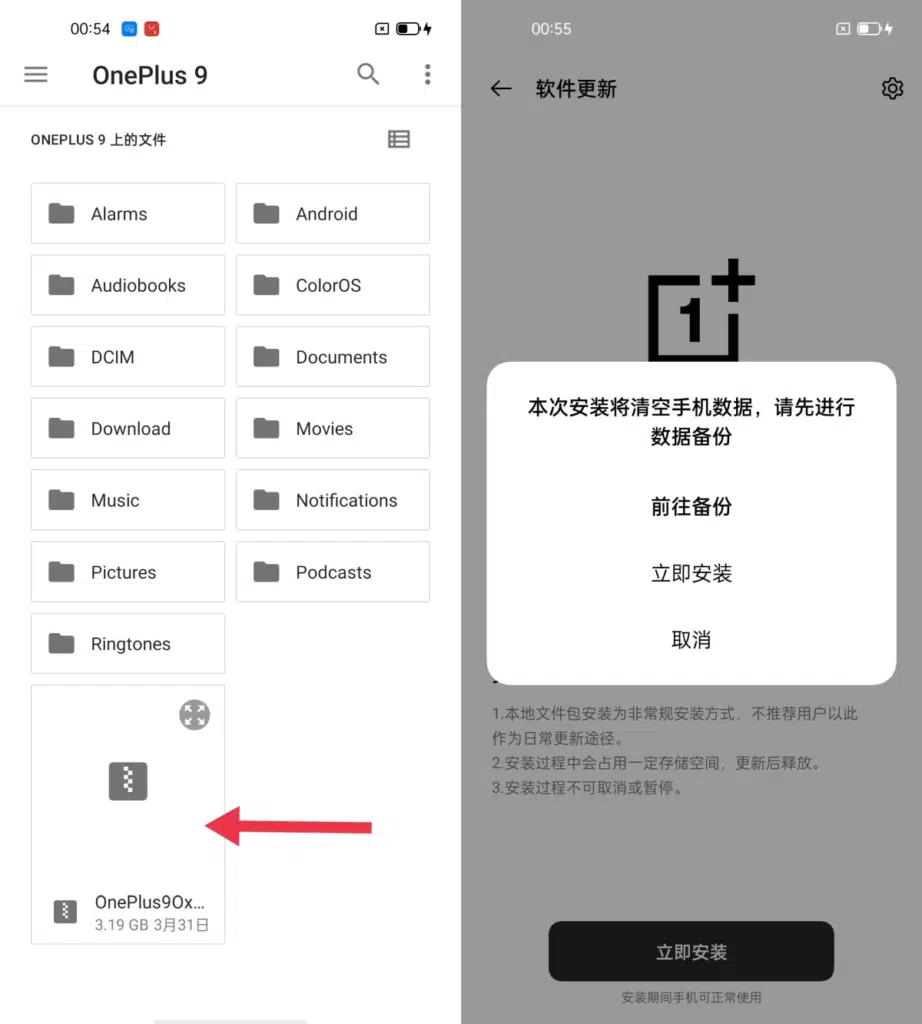 00:54
OnePlus 9
ONEPLUS 9 上的文件
Alarms
Android
Audiobooks
ColorOS
DCIM
Documents
Download
Movies
Music
Notifications
Pictures
Podcasts
Ringtones
OnePlus9Ox...
3.19 GB 3月31日
00:55
软件更新
1
本次安装将清空手机数据，请先进行
数据备份
前往备份
立即安装
取消
1.本地文件包安装为非常规安装方式，不推荐用户以此
作为日常更新途径。
2.安装过程中会占用一定存储空间，更新后释放。
3.安装过程不可取消或暂停。
立即安装
安装期间手机可正常使用